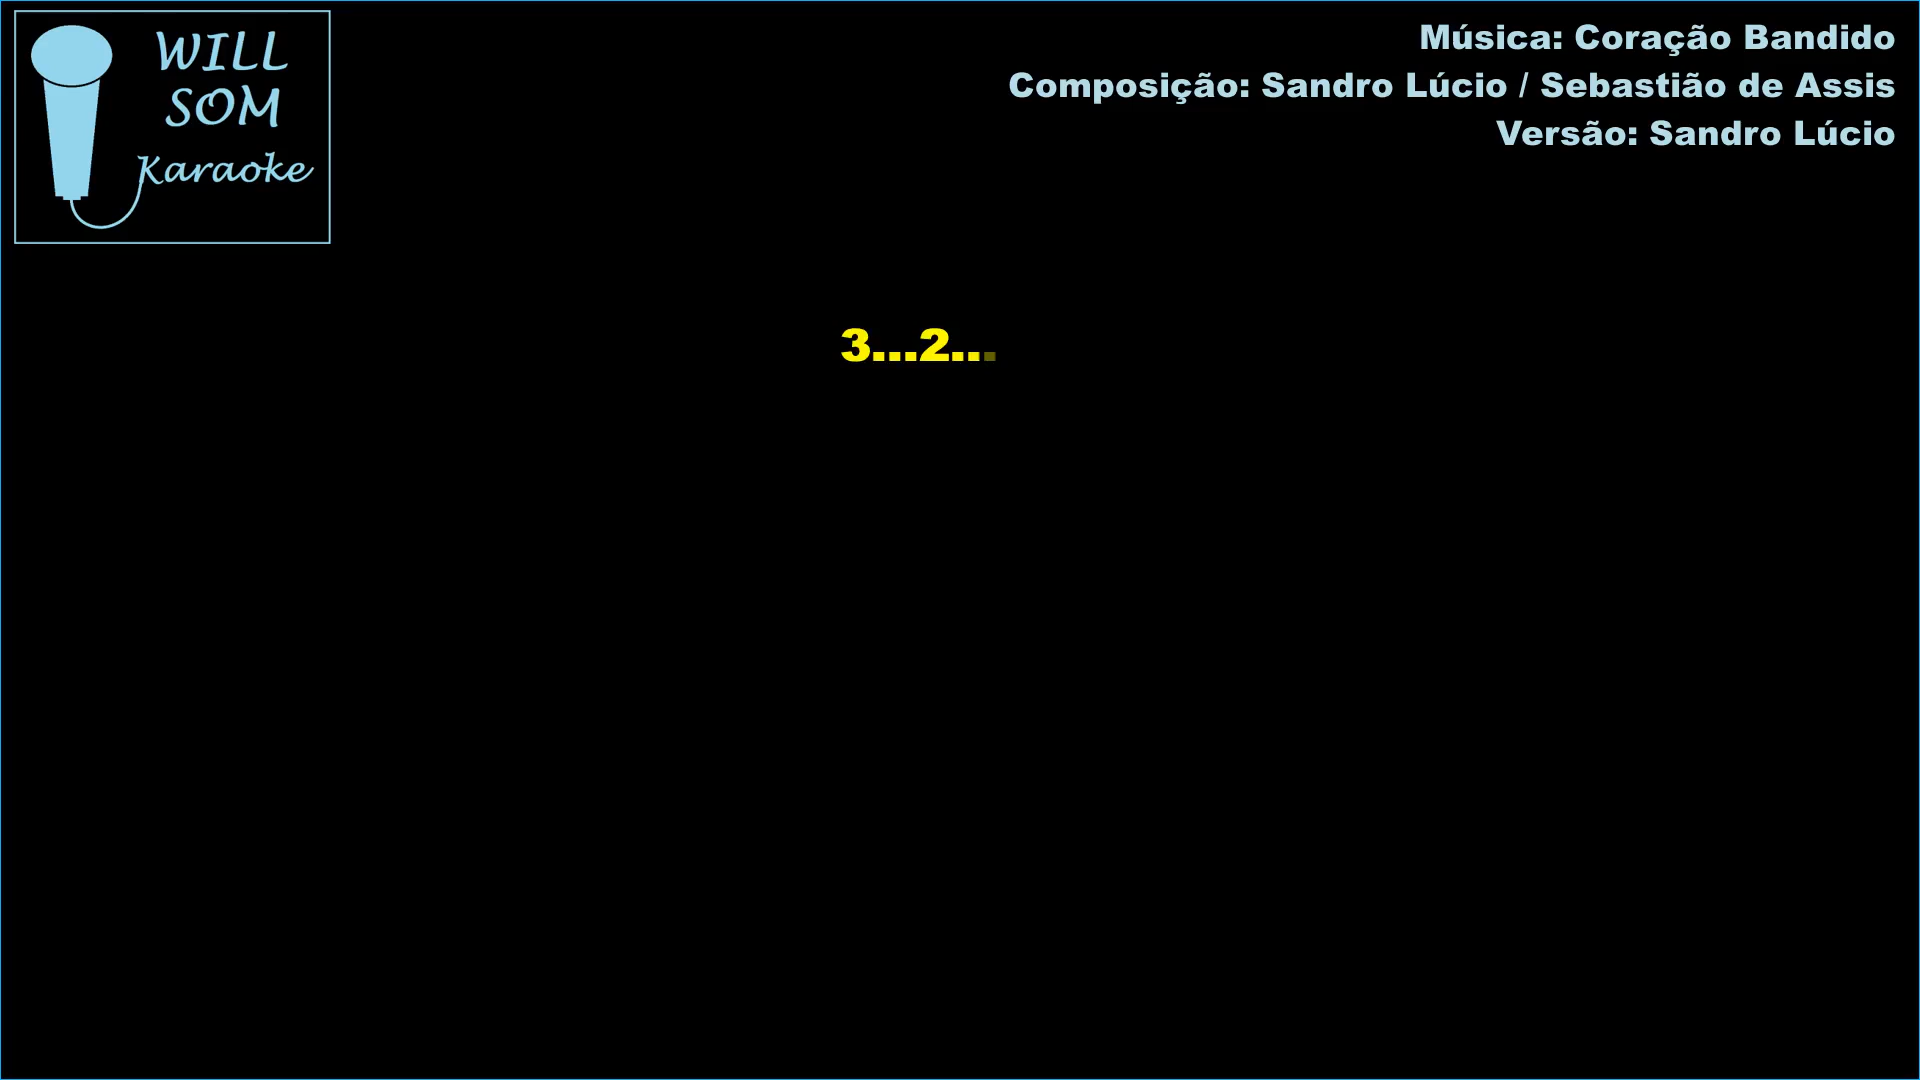 WILL
SOM
Karaoke
Música: Coração Bandido
Composição: Sandro Lúcio / Sebastião de Assis
Versão: Sandro Lúcio
3...2...